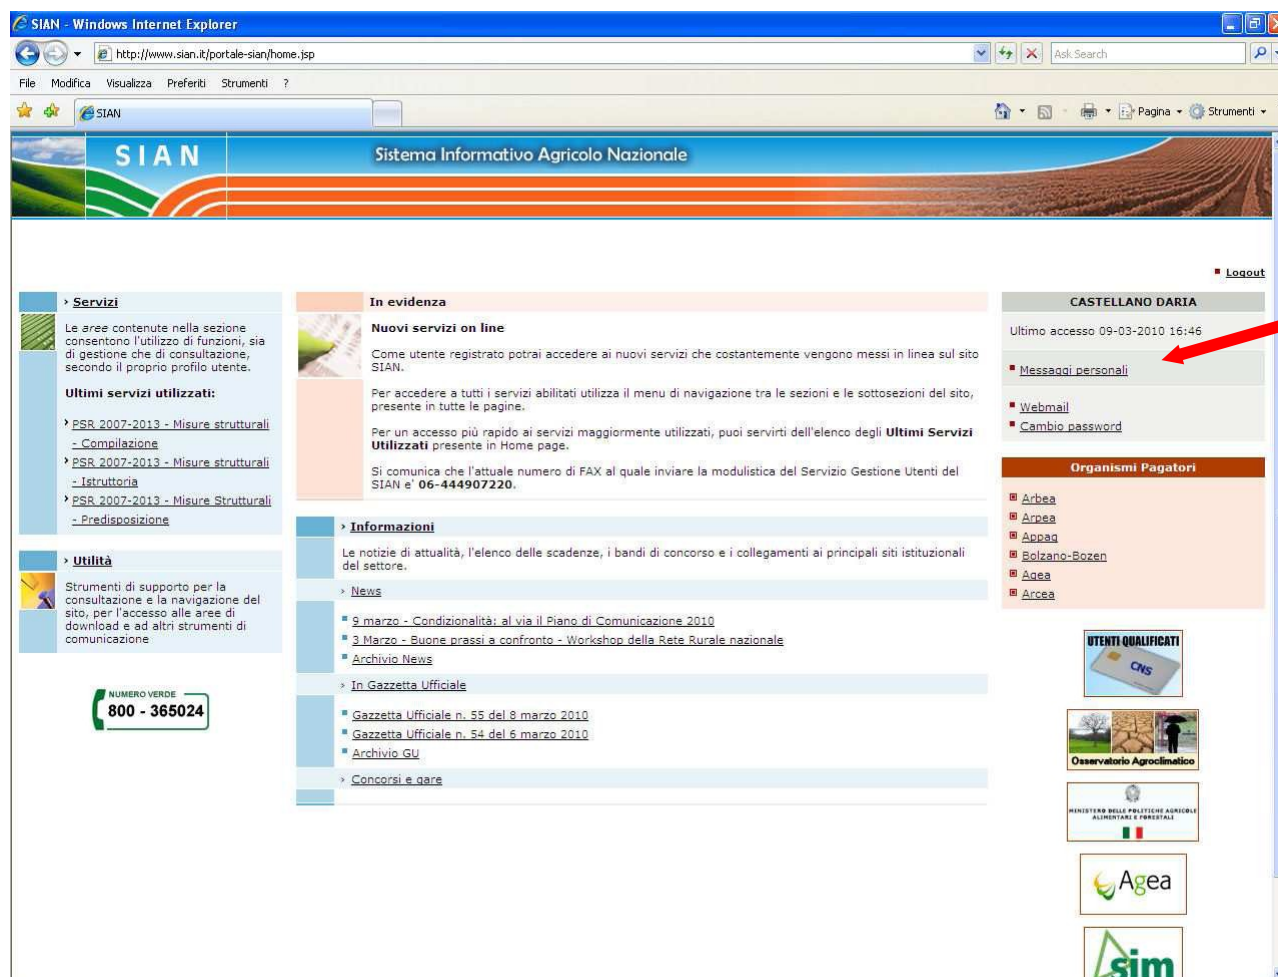 SIAN - Windows Internet Explorer
http://www.sian.it/portale-sian/home.jsp
Ask Search
File Modifica Visualizza Preferiti Strumenti ?
SIAN
Pagina
Strumenti
SIAN
Sistema Informativo Agricolo Nazionale
Logout
› Servizi
Le aree contenute nella sezione
consentono l'utilizzo di funzioni, sia
di gestione che di consultazione,
secondo il proprio profilo utente.
Ultimi servizi utilizzati:
PSR 2007-2013 - Misure strutturali
- Compilazione
PSR 2007-2013 - Misure strutturali
- Istruttoria
PSR 2007-2013 - Misure Strutturali
- Predisposizione
› Utilità
Strumenti di supporto per la
consultazione e la navigazione del
sito, per l'accesso alle aree di
download e ad altri strumenti di
comunicazione
NUMERO VERDE
800 - 365024
In evidenza
Nuovi servizi on line
Come utente registrato potrai accedere ai nuovi servizi che costantemente vengono messi in linea sul sito
SIAN.
Per accedere a tutti i servizi abilitati utilizza il menu di navigazione tra le sezioni e le sottosezioni del sito,
presente in tutte le pagine.
Per un accesso più rapido ai servizi maggiormente utilizzati, puoi servirti dell'elenco degli Ultimi Servizi
Utilizzati presente in Home page.
Si comunica che l'attuale numero di FAX al quale inviare la modulistica del Servizio Gestione Utenti del
SIAN e' 06-444907220.
› Informazioni
Le notizie di attualità, l'elenco delle scadenze, i bandi di concorso e i collegamenti ai principali siti istituzionali
del settore.
› News
9 marzo - Condizionalità: al via il Piano di Comunicazione 2010
3 Marzo - Buone prassi a confronto - Workshop della Rete Rurale nazionale
Archivio News
› In Gazzetta Ufficiale
Gazzetta Ufficiale n. 55 del 8 marzo 2010
Gazzetta Ufficiale n. 54 del 6 marzo 2010
Archivio GU
› Concorsi e gare
CASTELLANO DARIA
Ultimo accesso 09-03-2010 16:46
Messaggi personali
Webmail
Cambio password
Organismi Pagatori
Arbea
Arpea
Appag
Bolzano-Bozen
Agea
Arcea
UTENTI QUALIFICATI
CNS
Osservatorio Agroclimatico
MINISTERO DELLE POLITICHE AGRICOLE
ALIMENTARI E FORESTALI
Agea
sim